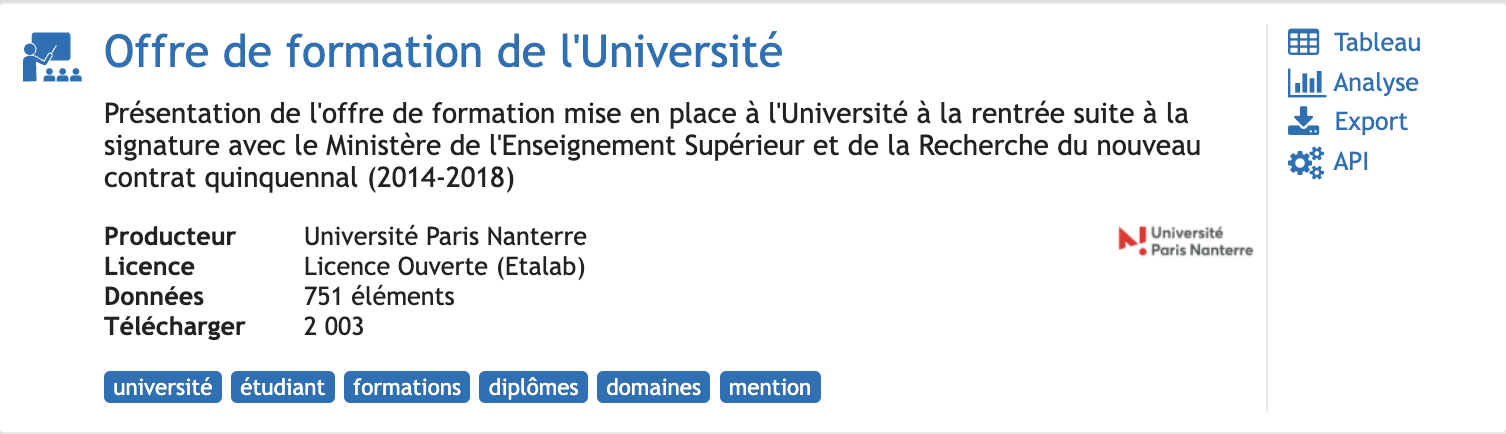 Offre de formation de l'Université
Présentation de l'offre de formation mise en place à l'Université à la rentrée suite à la
signature avec le Ministère de l'Enseignement Supérieur et de la Recherche du nouveau
contrat quinquennal (2014-2018)
Producteur Université Paris Nanterre
Licence Licence Ouverte (Etalab)
Données 751 éléments
Télécharger 2 003
Université
Paris Nanterre
université étudiant formations diplômes domaines mention
Tableau
Analyse
Export
API